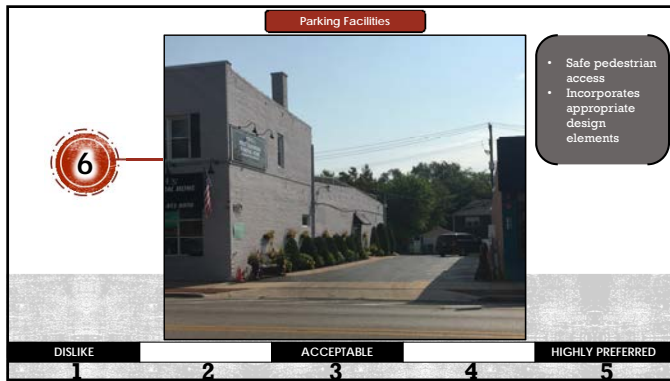 Parking Facilities
• Safe pedestrian
access
• Incorporates
appropriate
design
elements
6
DISLIKE
ACCEPTABLE
HIGHLY PREFERRED
1
2
3
4
5